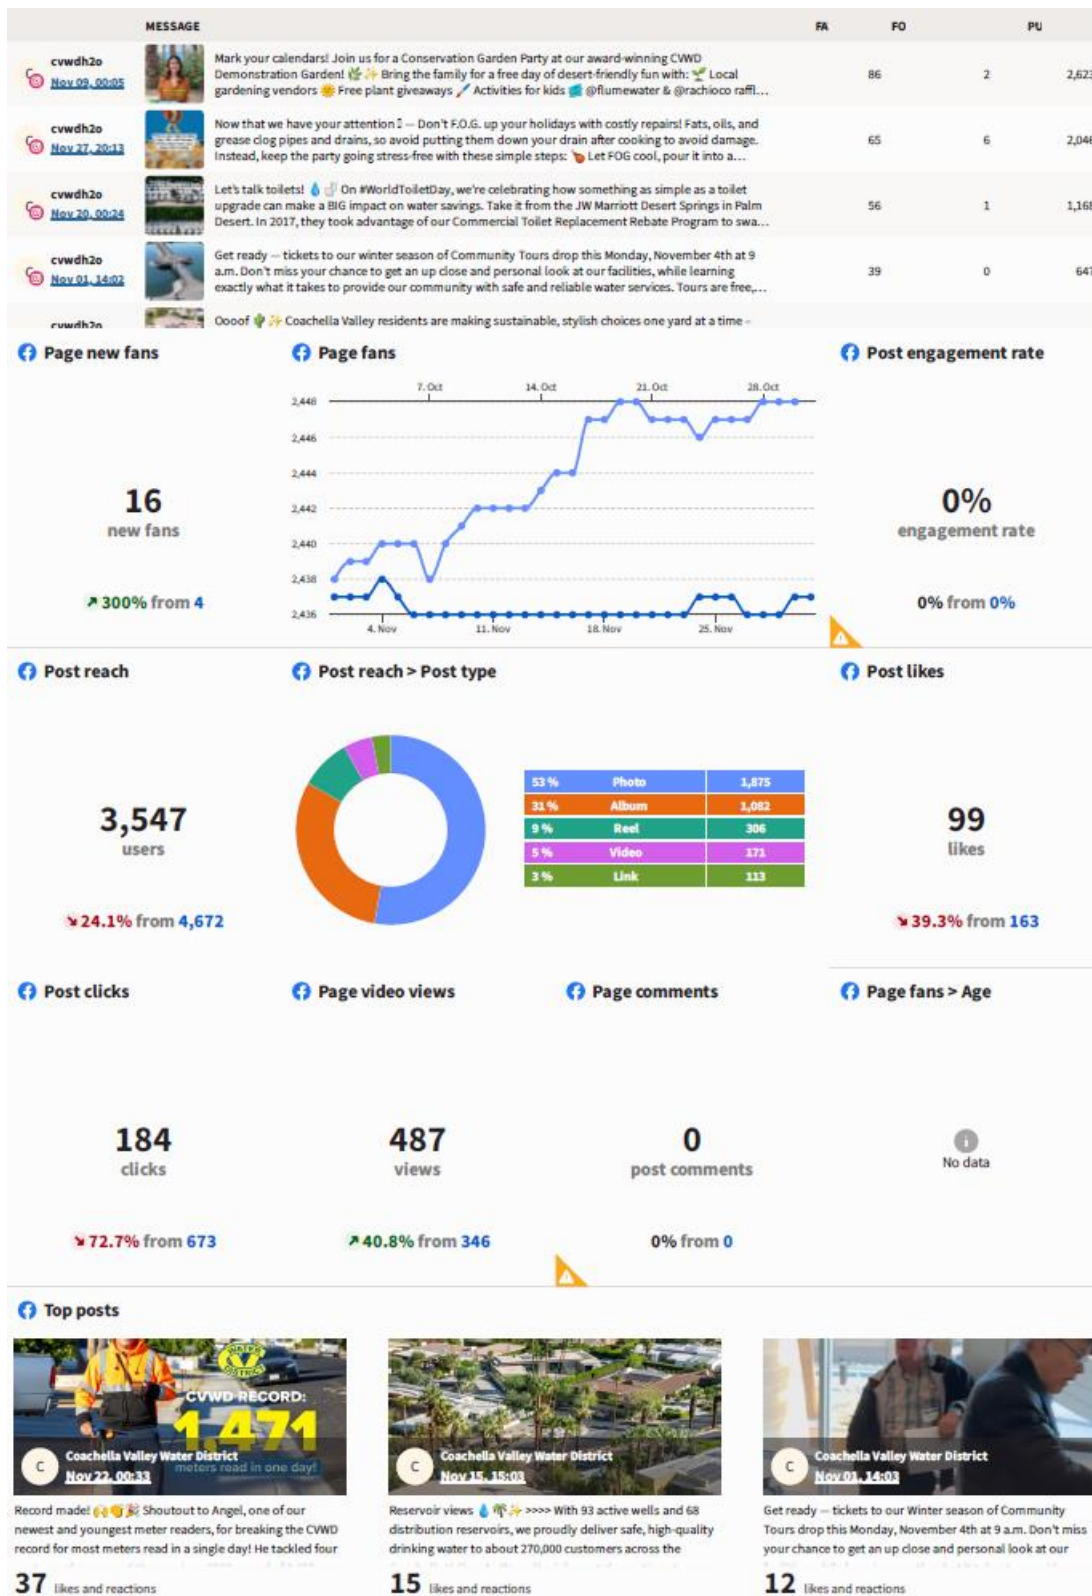 MESSAGE FA FO PU
cvwdh2o
Nov 09, 00:05
Mark your calendars! Join us for a Conservation Garden Party at our award-winning CVWD
Demonstration Garden! 🌿✨ Bring the family for a free day of desert-friendly fun with: 🌱 Local
gardening vendors 🌞 Free plant giveaways 🖍️ Activities for kids @flumewater & @rachioco raffl...
86 2 2,623
cvwdh2o
Nov 27, 20:13
Now that we have your attention — Don't F.O.G. up your holidays with costly repairs! Fats, oils, and
grease clog pipes and drains, so avoid putting them down your drain after cooking to avoid damage.
Instead, keep the party going stress-free with these simple steps: 🍗 Let FOG cool, pour it into a...
65 6 2,046
cvwdh2o
Nov 20, 00:24
Let's talk toilets! 💧🚽 On #WorldToiletDay, we're celebrating how something as simple as a toilet
upgrade can make a BIG impact on water savings. Take it from the JW Marriott Desert Springs in Palm
Desert. In 2017, they took advantage of our Commercial Toilet Replacement Rebate Program to swa...
56 1 1,168
cvwdh2o
Nov 01, 14:02
Get ready — tickets to our winter season of Community Tours drop this Monday, November 4th at 9
a.m. Don't miss your chance to get an up close and personal look at our facilities, while learning
exactly what it takes to provide our community with safe and reliable water services. Tours are free,...
39 0 647
cvwdh2o
Oooof 🌵✨ Coachella Valley residents are making sustainable, stylish choices one yard at a time –
Page new fans
16
new fans
↗ 300% from 4
Page fans
7. Oct 14. Oct 21. Oct 28. Oct
2,448
2,446
2,444
2,442
2,440
2,438
2,436
4. Nov 11. Nov 18. Nov 25. Nov
Post engagement rate
0%
engagement rate
0% from 0%
Post reach
3,547
users
↘ 24.1% from 4,672
Post reach > Post type
53 % Photo 1,875
31 % Album 1,082
9 % Reel 306
5 % Video 171
3 % Link 113
Post likes
99
likes
↘ 39.3% from 163
Post clicks
184
clicks
↘ 72.7% from 673
Page video views
487
views
↗ 40.8% from 346
Page comments
0
post comments
0% from 0
Page fans > Age
No data
Top posts
WATER
DISTRICT
CVWD RECORD:
1,471
meters read in one day!
C
Coachella Valley Water District
Nov 22, 00:33
Record made! 🙌👏🎉 Shoutout to Angel, one of our
newest and youngest meter readers, for breaking the CVWD
record for most meters read in a single day! He tackled four
37 likes and reactions
C
Coachella Valley Water District
Nov 15, 15:03
Reservoir views 💧🌴✨ >>>> With 93 active wells and 68
distribution reservoirs, we proudly deliver safe, high-quality
drinking water to about 270,000 customers across the
15 likes and reactions
C
Coachella Valley Water District
Nov 01, 14:03
Get ready — tickets to our Winter season of Community
Tours drop this Monday, November 4th at 9 a.m. Don't miss
your chance to get an up close and personal look at our
12 likes and reactions